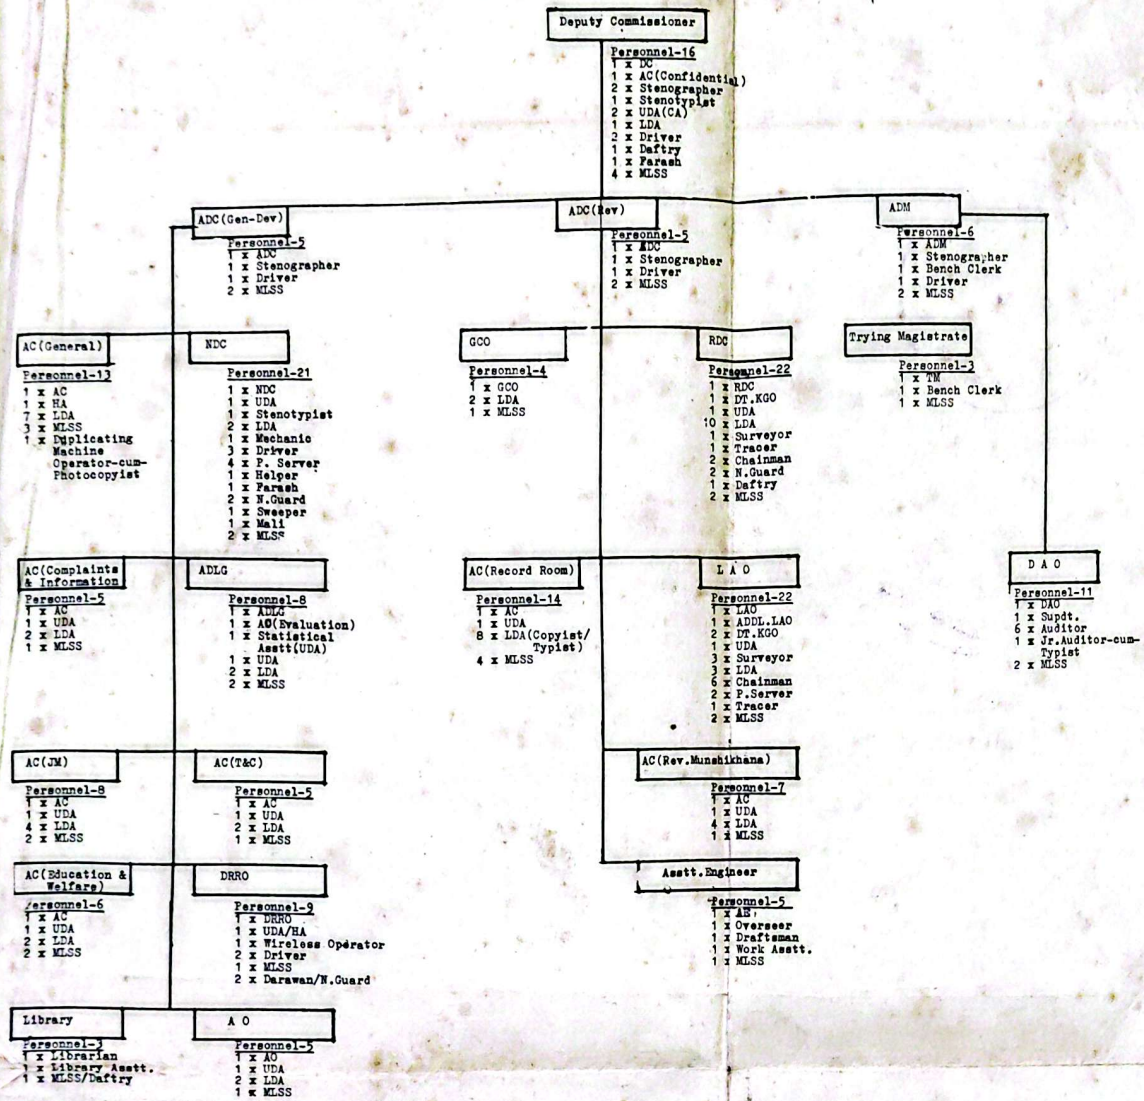 Deputy Commissioner
Personnel-16
1 x DC
1 x AC(Confidential)
2 x Stenographer
1 x Stenotypist
2 x UDA(CA)
1 x LDA
2 x Driver
1 x Daftry
1 x Farash
4 x MLSS
ADC(Gen-Dev)
Personnel-5
1 x ADC
1 x Stenographer
1 x Driver
2 x MLSS
ADC(Rev)
Personnel-5
1 x ADC
1 x Stenographer
1 x Driver
2 x MLSS
ADM
Personnel-6
1 x ADM
1 x Stenographer
1 x Bench Clerk
1 x Driver
2 x MLSS
AC(General)
Personnel-13
1 x AC
1 x HA
7 x LDA
3 x MLSS
1 x Duplicating
Machine
Operator-cum-
Photocopyist
NDC
Personnel-21
1 x NDC
1 x UDA
1 x Stenotypist
2 x LDA
1 x Mechanic
3 x Driver
4 x P. Server
1 x Helper
1 x Farash
2 x N.Guard
1 x Sweeper
1 x Mali
2 x MLSS
GCO
Personnel-4
1 x GCO
2 x LDA
1 x MLSS
RDC
Personnel-22
1 x RDC
1 x DT.KGO
1 x UDA
10 x LDA
1 x Surveyor
1 x Tracer
2 x Chainman
2 x N.Guard
1 x Daftry
2 x MLSS
Trying Magistrate
Personnel-3
1 x TM
1 x Bench Clerk
1 x MLSS
AC(Complaints
& Information
Personnel-5
1 x AC
1 x UDA
2 x LDA
1 x MLSS
ADLG
Personnel-8
1 x ADLG
1 x AO(Evaluation)
1 x Statistical
Asstt(UDA)
1 x UDA
2 x LDA
2 x MLSS
AC(Record Room)
Personnel-14
1 x AC
1 x UDA
8 x LDA(Copyist/
Typist)
4 x MLSS
L A O
Personnel-22
1 x LAO
1 x ADDL.LAO
2 x DT.KGO
1 x UDA
3 x Surveyor
3 x LDA
6 x Chainman
2 x P.Server
1 x Tracer
2 x MLSS
D A O
Personnel-11
1 x DAO
1 x Supdt.
6 x Auditor
1 x Jr.Auditor-cum-
Typist
2 x MLSS
AC(JM)
Personnel-8
1 x AC
1 x UDA
4 x LDA
2 x MLSS
AC(T&C)
Personnel-5
1 x AC
1 x UDA
2 x LDA
1 x MLSS
AC(Rev.Munshikhana)
Personnel-7
1 x AC
1 x UDA
4 x LDA
1 x MLSS
AC(Education &
Welfare)
Personnel-6
1 x AC
1 x UDA
2 x LDA
2 x MLSS
DRRO
Personnel-9
1 x DRRO
1 x UDA/HA
1 x Wireless Operator
2 x Driver
1 x MLSS
2 x Darawan/N.Guard
Asstt.Engineer
Personnel-5
1 x AE
1 x Overseer
1 x Draftsman
1 x Work Asstt.
1 x MLSS
Library
Personnel-3
1 x Librarian
1 x Library Asstt.
1 x MLSS/Daftry
A O
Personnel-5
1 x AO
1 x UDA
2 x LDA
1 x MLSS